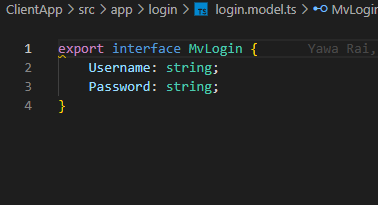 ClientApp > src > app > login > TS login.model.ts > MvLogin
1 export interface MvLogin { Yawa Rai,
2 Username: string;
3 Password: string;
4 }